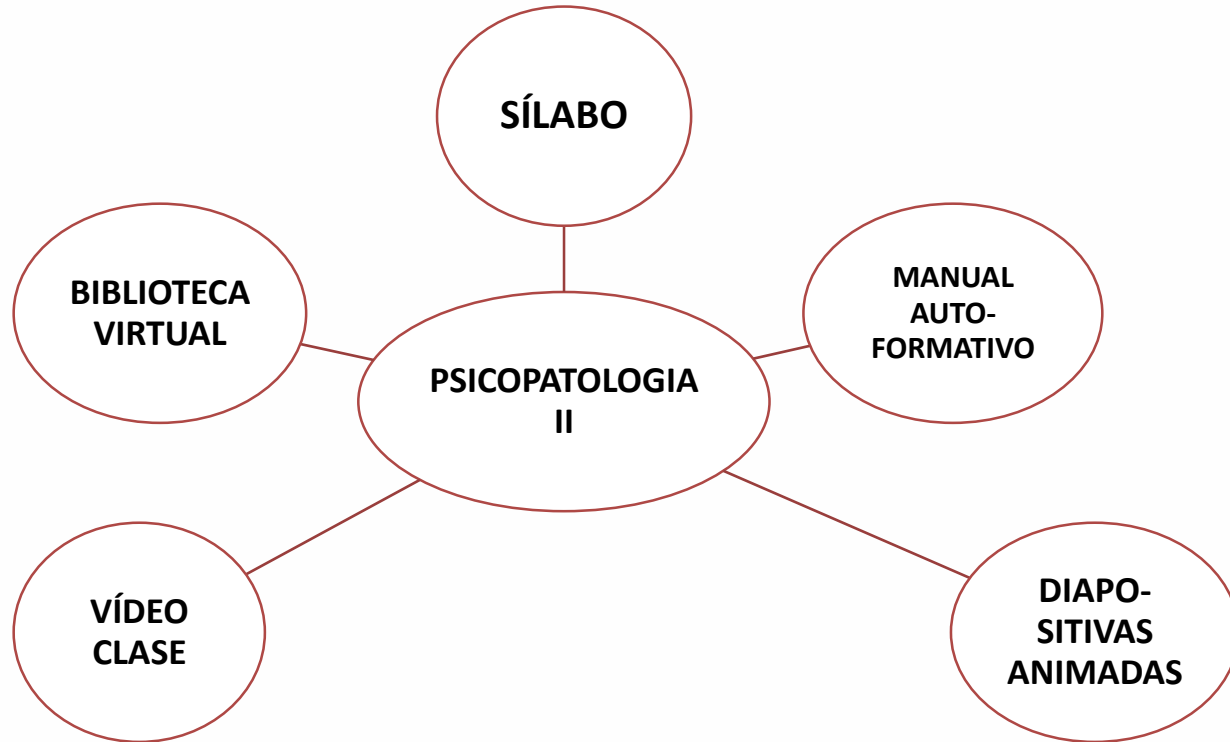 SÍLABO
BIBLIOTECA
VIRTUAL
MANUAL
AUTO-
FORMATIVO
PSICOPATOLOGIA
II
VÍDEO
CLASE
DIAPO-
SITIVAS
ANIMADAS